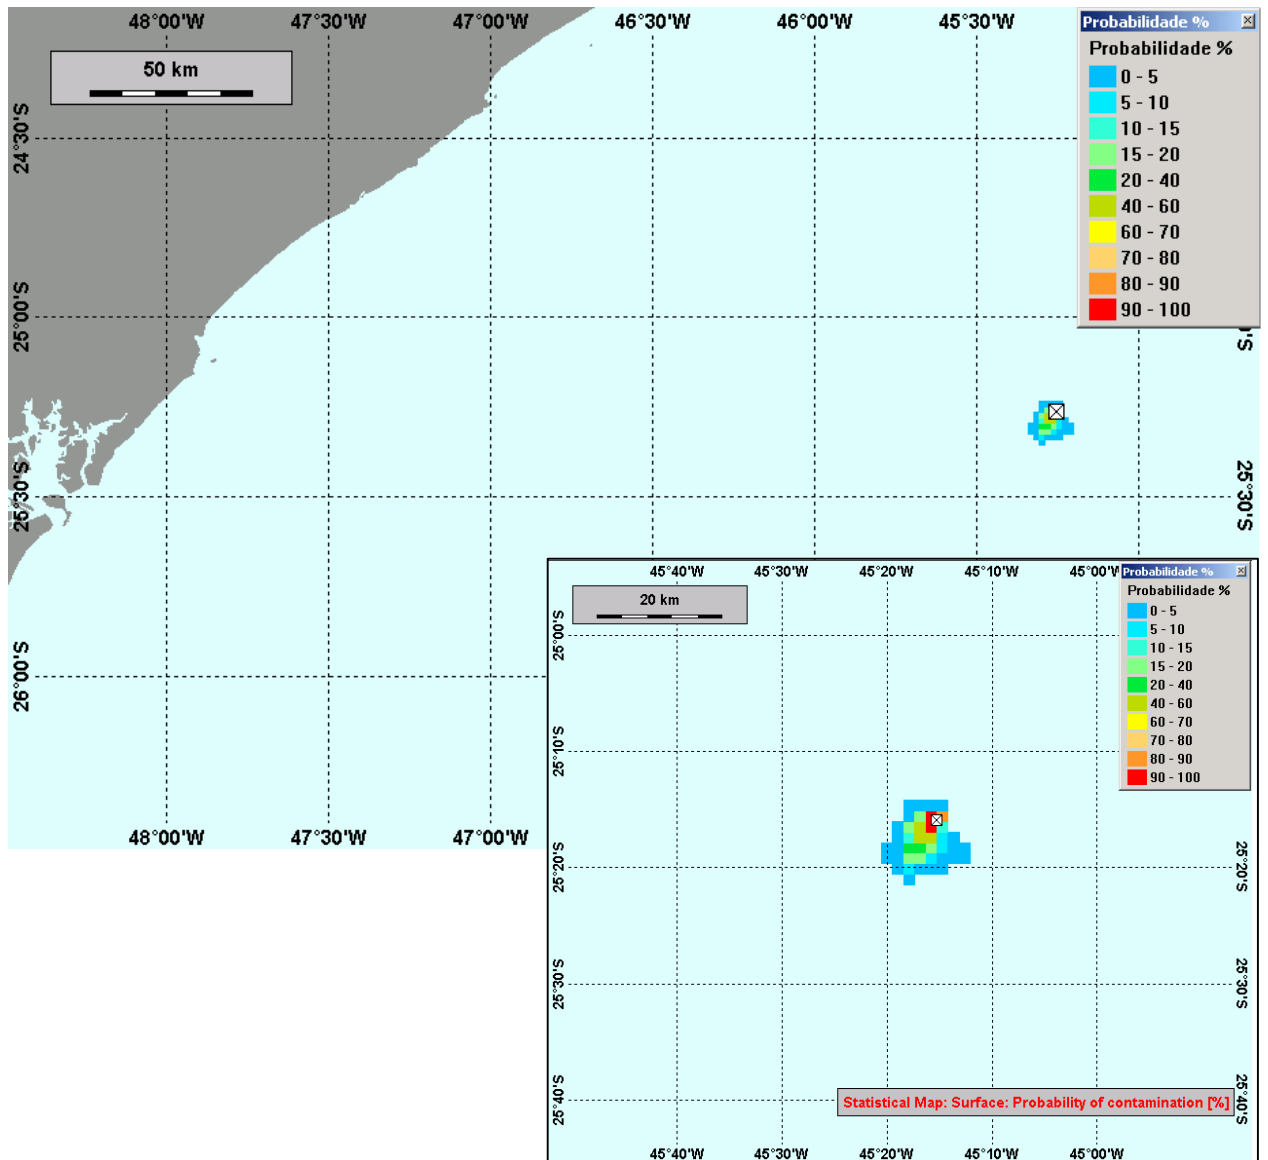 48°00'W 47°30'W 47°00'W 46°30'W 46°00'W 45°30'W
Probabilidade %
50 km
Probabilidade %
0 - 5
5 - 10
10 - 15
15 - 20
20 - 40
40 - 60
60 - 70
70 - 80
80 - 90
90 - 100
24°30'S
25°00'S
25°30'S 25°30'S
26°00'S
48°00'W 47°30'W 47°00'W
45°40'W 45°30'W 45°20'W 45°10'W 45°00'W
Probabilidade %
20 km
Probabilidade %
0 - 5
5 - 10
10 - 15
15 - 20
20 - 40
40 - 60
60 - 70
70 - 80
80 - 90
90 - 100
25°00'S
25°10'S
25°20'S 25°20'S
25°30'S 25°30'S
25°40'S 25°40'S
Statistical Map: Surface: Probability of contamination [%]
45°40'W 45°30'W 45°20'W 45°10'W 45°00'W